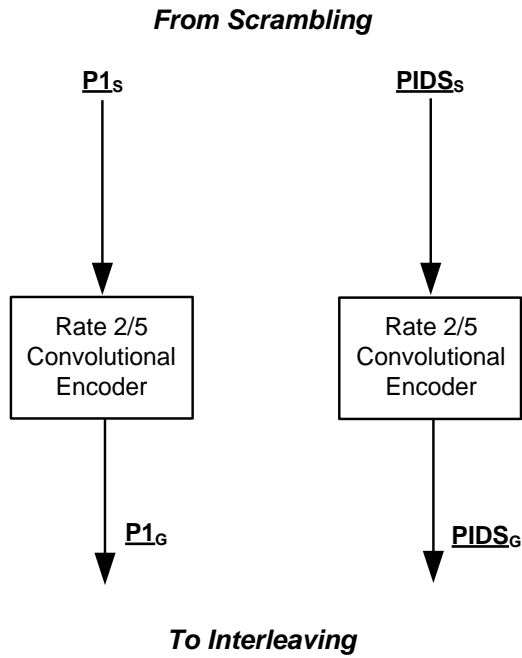 From Scrambling
P1S PIDSS
Rate 2/5 Rate 2/5
Convolutional Convolutional
Encoder Encoder
P1G PIDSG
To Interleaving